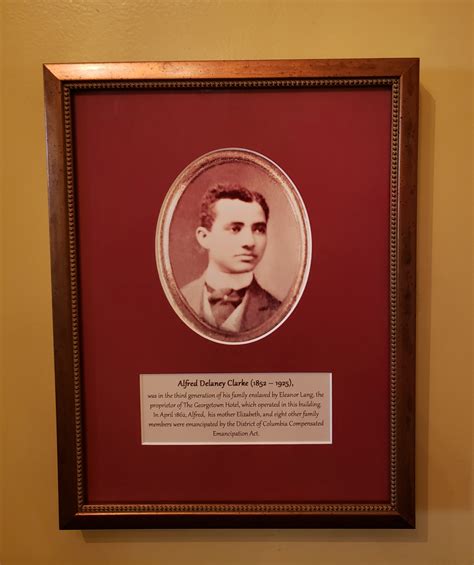 Alfred Delaney Clarke (1852 – 1925),
was in the third generation of his family enslaved by Eleanor Lang, the
proprietor of The Georgetown Hotel, which operated in this building.
In April 1862, Alfred, his mother Elizabeth, and eight other family
members were emancipated by the District of Columbia Compensated
Emancipation Act.